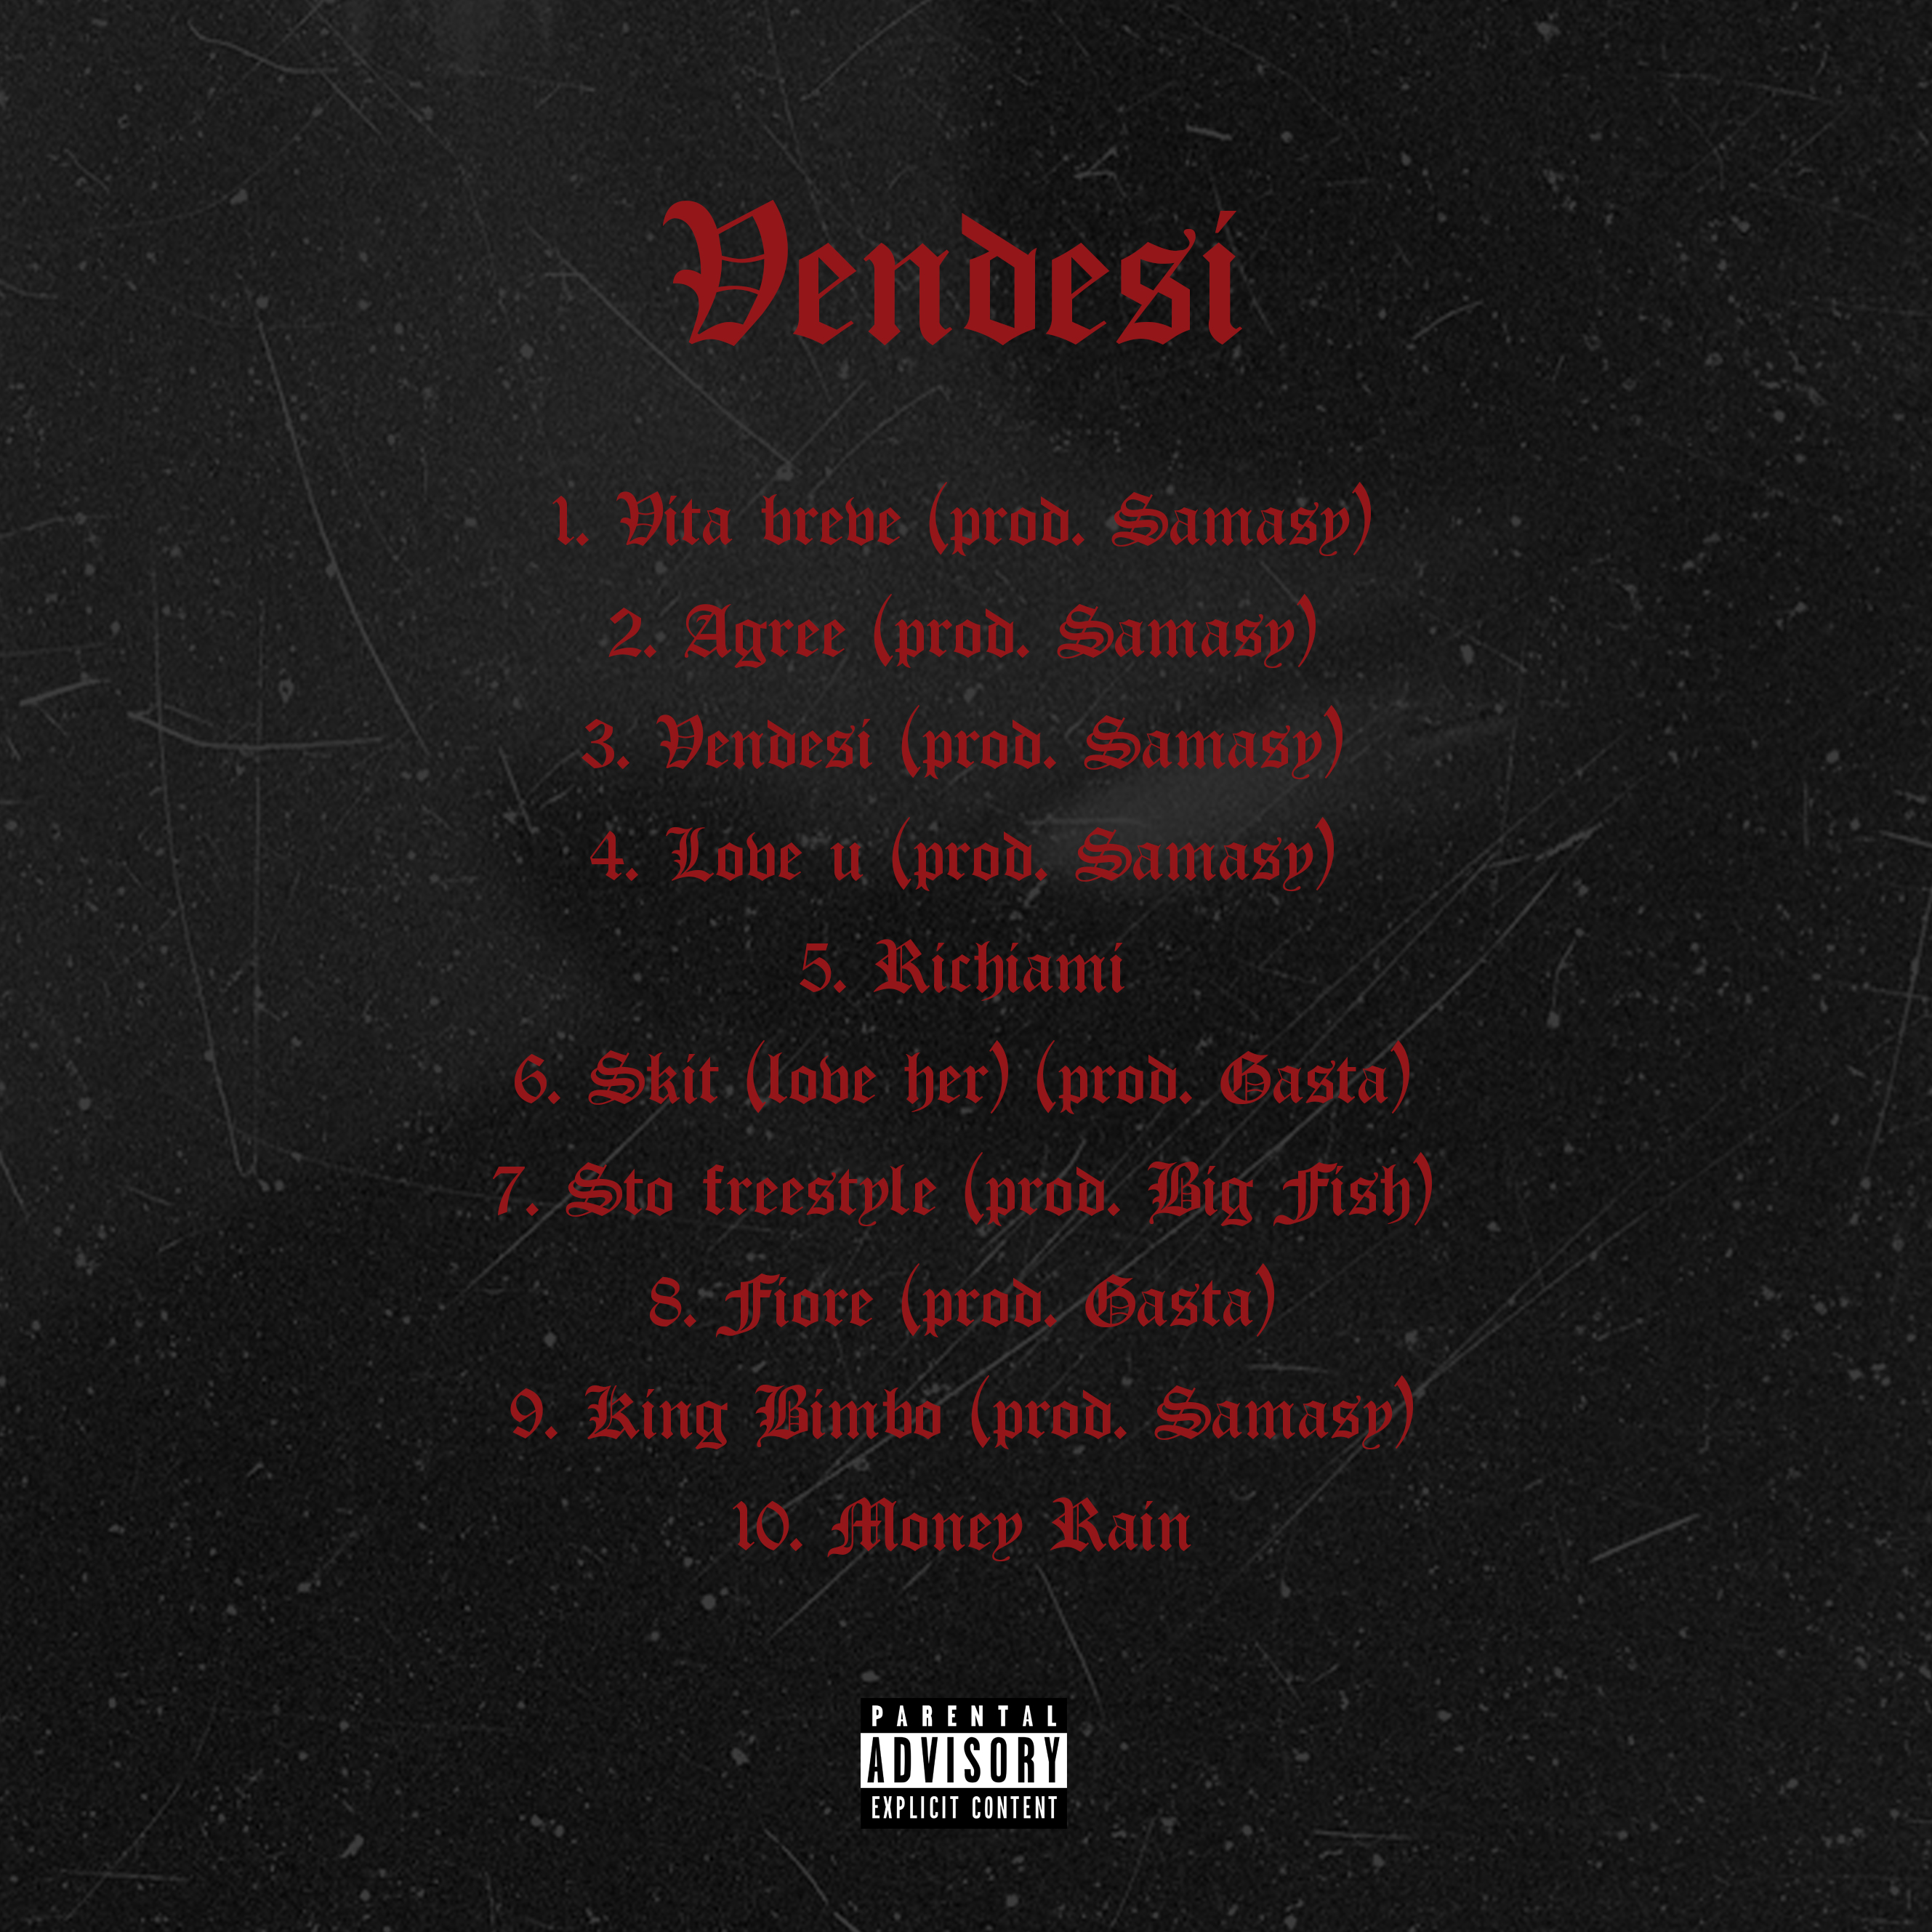 Vendesi
1. Vita breve (prod. Samasy)
2. Agree (prod. Samasy)
3. Vendesi (prod. Samasy)
4. Love u (prod. Samasy)
5. Richiami
6. Skit (love her) (prod. Gasta)
7. Sto freestyle (prod. Big Fish)
8. Fiore (prod. Gasta)
9. King Bimbo (prod. Samasy)
10. Money Rain
PARENTAL
ADVISORY
EXPLICIT CONTENT